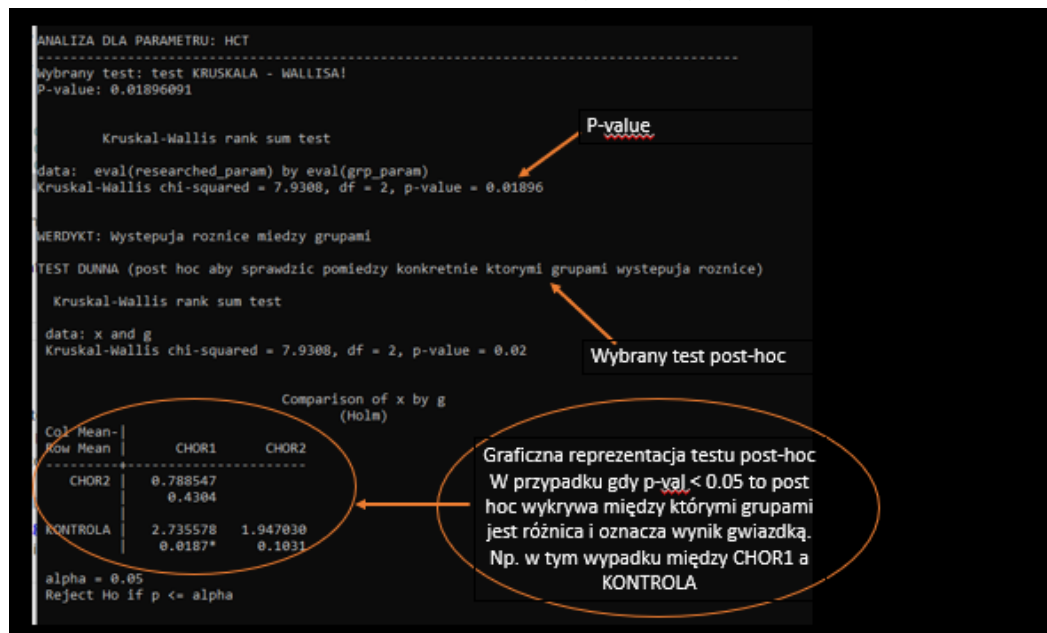 ANALIZA DLA PARAMETRU: HCT
--------------------------------------------------------------------------------
Wybrany test: test KRUSKALA - WALLISA!
P-value: 0.01896091
P-value
Kruskal-Wallis rank sum test
data: eval(researched_param) by eval(grp_param)
Kruskal-Wallis chi-squared = 7.9308, df = 2, p-value = 0.01896
WERDYKT: Wystepuja roznice miedzy grupami
TEST DUNNA (post hoc aby sprawdzic pomiedzy konkretnie ktorymi grupami wystepuja roznice)
Kruskal-Wallis rank sum test
data: x and g
Kruskal-Wallis chi-squared = 7.9308, df = 2, p-value = 0.02
Wybrany test post-hoc
Comparison of x by g
(Holm)
Col Mean-|
Row Mean | CHOR1 CHOR2
---------+----------------------
CHOR2 | 0.788547
| 0.4304
|
KONTROLA | 2.735578 1.947030
| 0.0187* 0.1031
alpha = 0.05
Reject Ho if p <= alpha
Graficzna reprezentacja testu post-hoc
W przypadku gdy p-val < 0.05 to post
hoc wykrywa między którymi grupami
jest różnica i oznacza wynik gwiazdką.
Np. w tym wypadku między CHOR1 a
KONTROLA